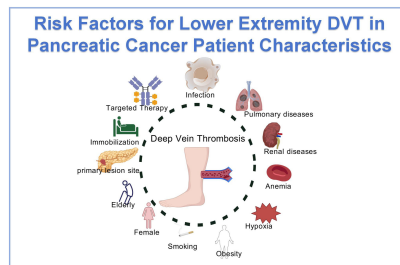 Risk Factors for Lower Extremity DVT in
Pancreatic Cancer Patient Characteristics
Infection
Targeted Therapy
Pulmonary diseases
Immobilization
Deep Vein Thrombosis
Renal diseases
primary lesion site
Anemia
Elderly
Hypoxia
Female
Smoking
Obesity